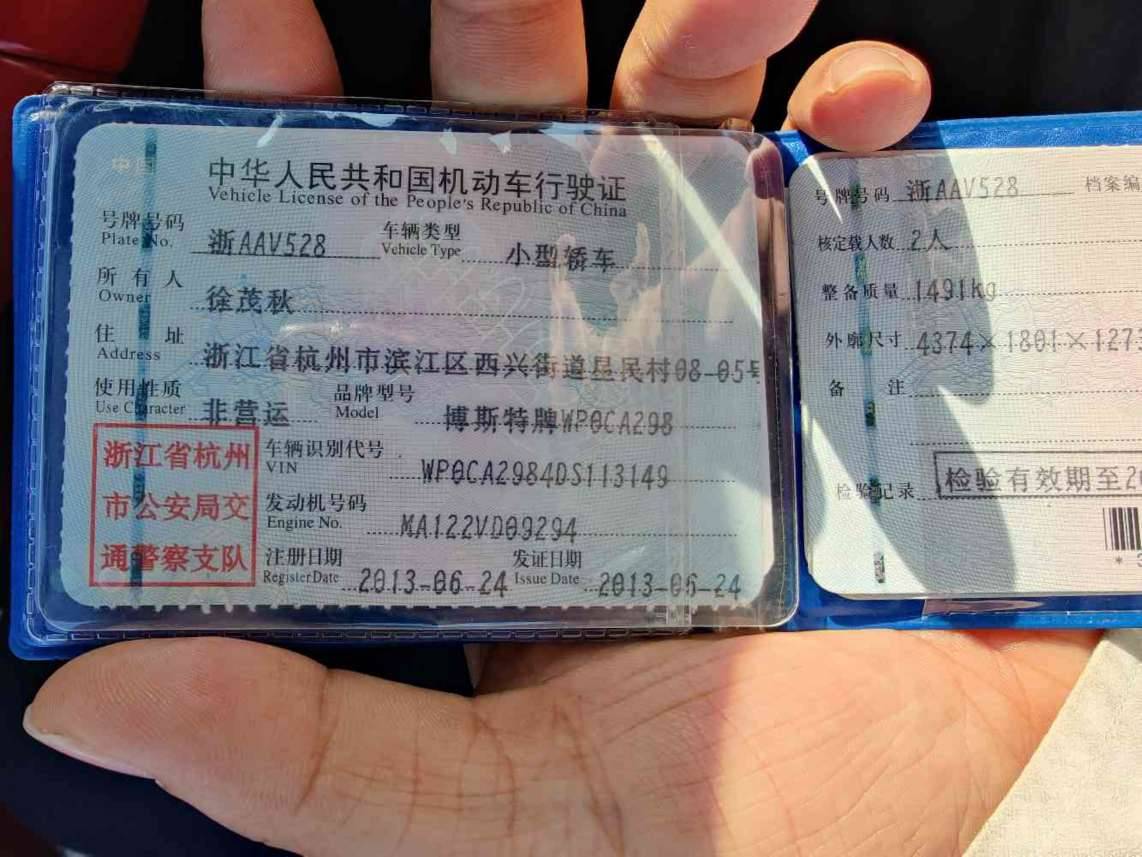 中华人民共和国机动车行驶证
Vehicle License of the People's Republic of China
号牌号码 浙AAV528 车辆类型 小型轿车
Plate No. Vehicle Type
所有人 徐茂秋
Owner
住址 浙江省杭州市滨江区西兴街道星民村08-05号
Address
使用性质 非营运 品牌型号 博斯特牌WP0CA298
Use Character Model
浙江省杭州
市公安局交
通警察支队
车辆识别代号 WP0CA2984DS113149
VIN
发动机号码 MA122VD09294
Engine No.
注册日期 2013-06-24 发证日期 2013-06-24
Register Date Issue Date
号牌号码 浙AAV528 档案编
核定载人数 2人
整备质量 1491kg
外廓尺寸 4374×1801×127
备注
检验记录 检验有效期至20